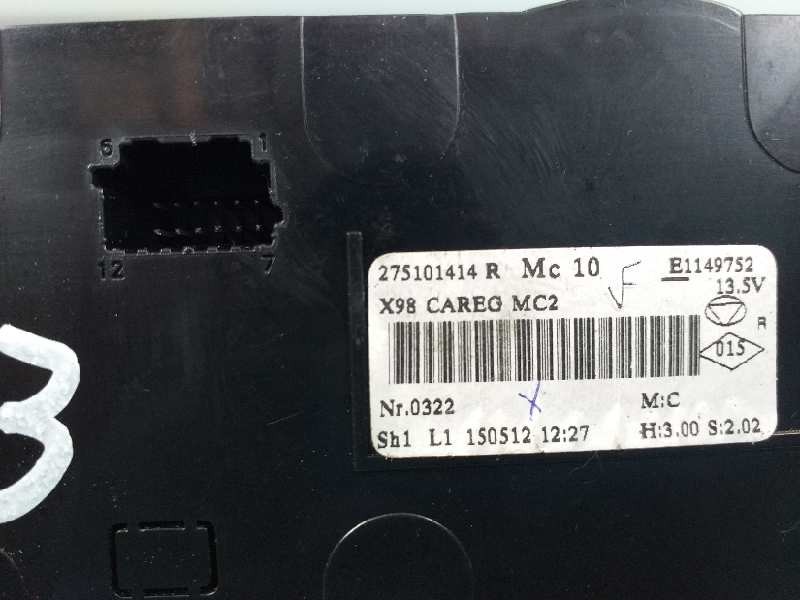 6 1
12 7
275101414 R Mc 10 E1149752
13.5V
X98 CAREG MC2
R
015
Nr.0322 M:C
Sh1 L1 150512 12:27 H:3.00 S:2.02
3